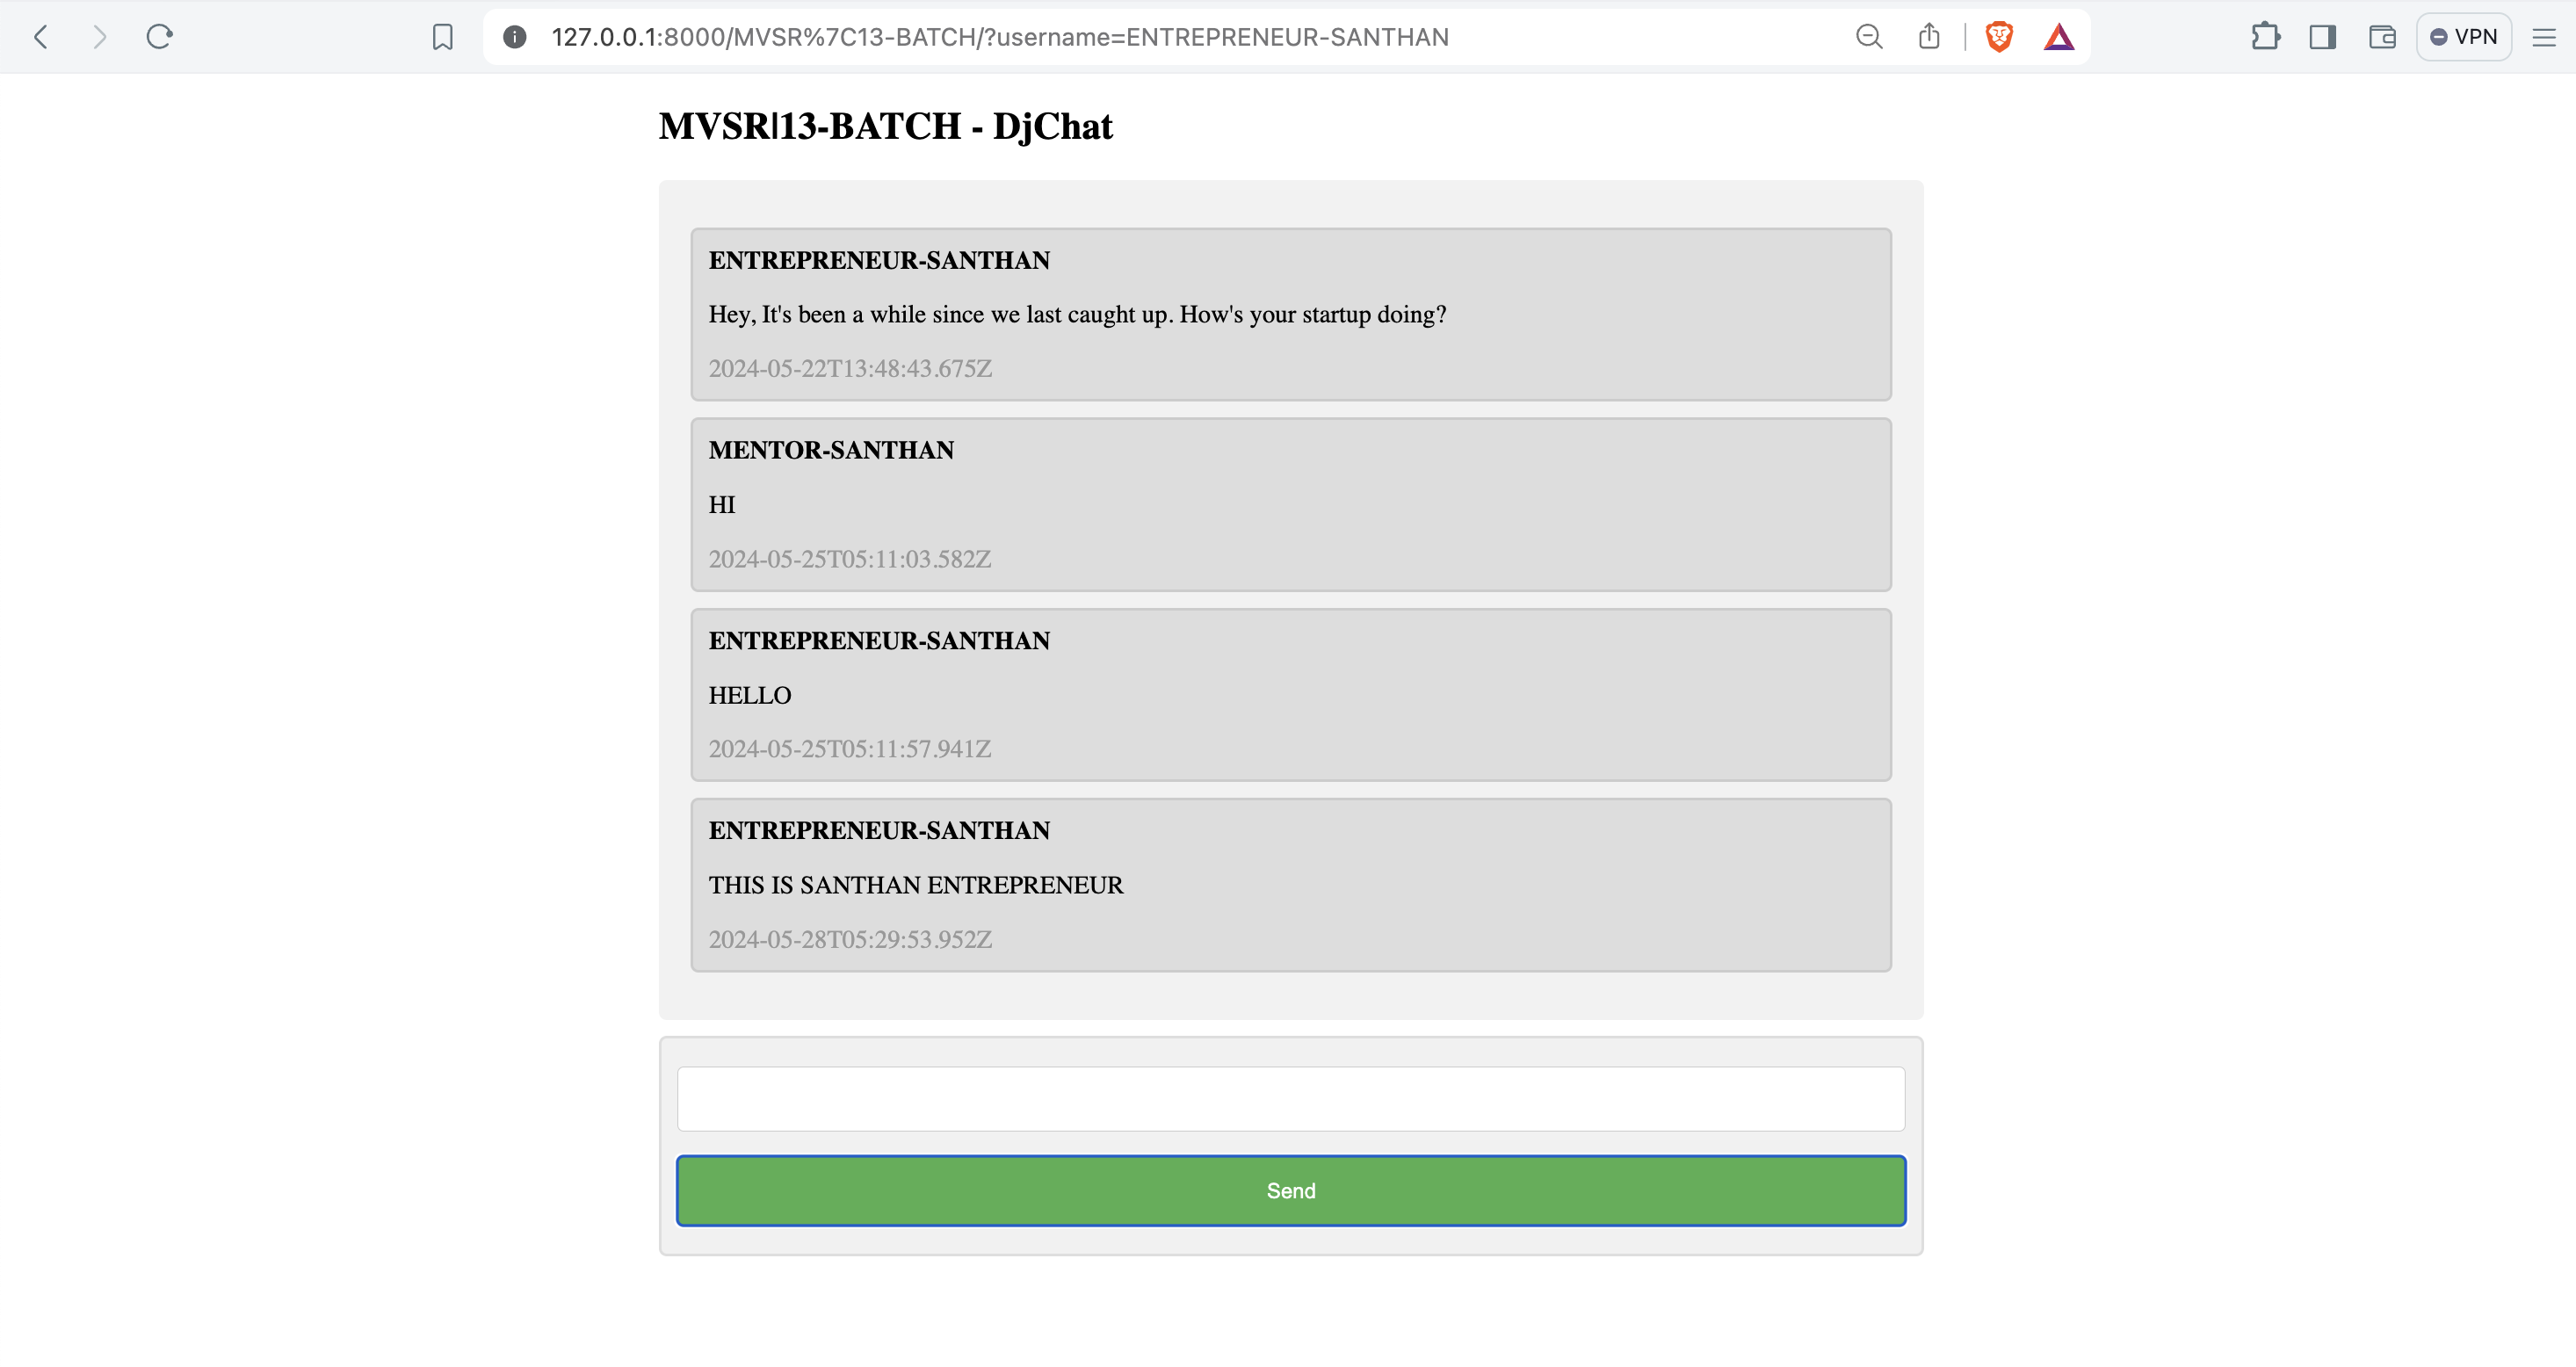 127.0.0.1:8000/MVSR%7C13-BATCH/?username=ENTREPRENEUR-SANTHAN
VPN
MVSR|13-BATCH - DjChat
ENTREPRENEUR-SANTHAN
Hey, It's been a while since we last caught up. How's your startup doing?
2024-05-22T13:48:43.675Z
MENTOR-SANTHAN
HI
2024-05-25T05:11:03.582Z
ENTREPRENEUR-SANTHAN
HELLO
2024-05-25T05:11:57.941Z
ENTREPRENEUR-SANTHAN
THIS IS SANTHAN ENTREPRENEUR
2024-05-28T05:29:53.952Z
Send